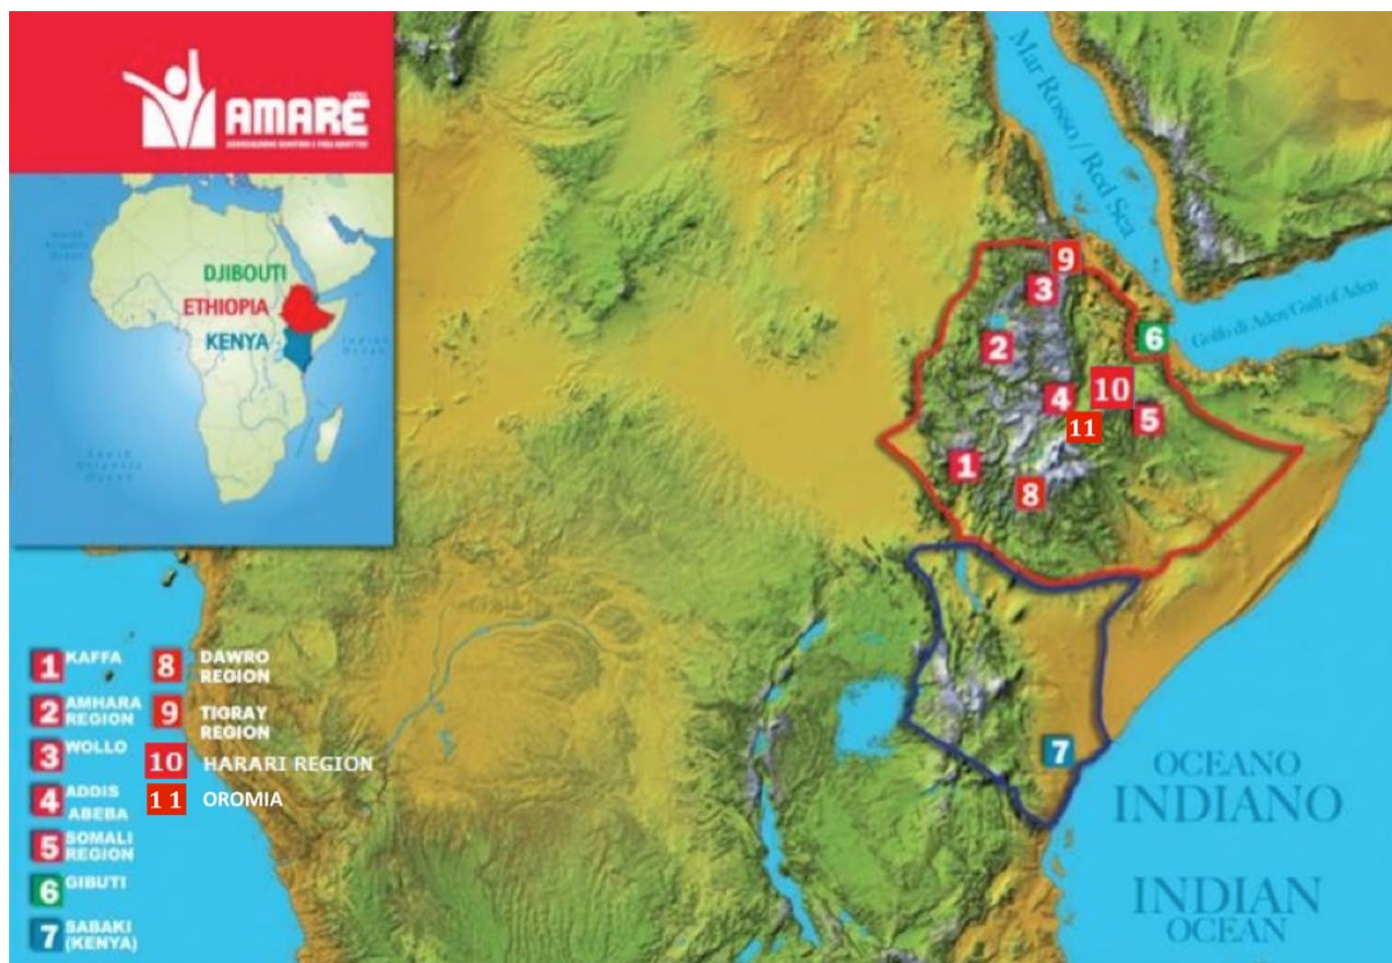 AMARĒ
DJIBOUTI
ETHIOPIA
KENYA
Mar Rosso / Red Sea
Golfo di Aden/Gulf of Aden
9
3
2
6
10
4
5
11
1
8
7
1 KAFFA
2 AMHARA
REGION
3 WOLLO
4 ADDIS
ABEBA
5 SOMALI
REGION
6 GIBUTI
7 SABAKI
(KENYA)
8 DAWRO
REGION
9 TIGRAY
REGION
10 HARARI REGION
11 OROMIA
OCEANO
INDIANO
INDIAN
OCEAN